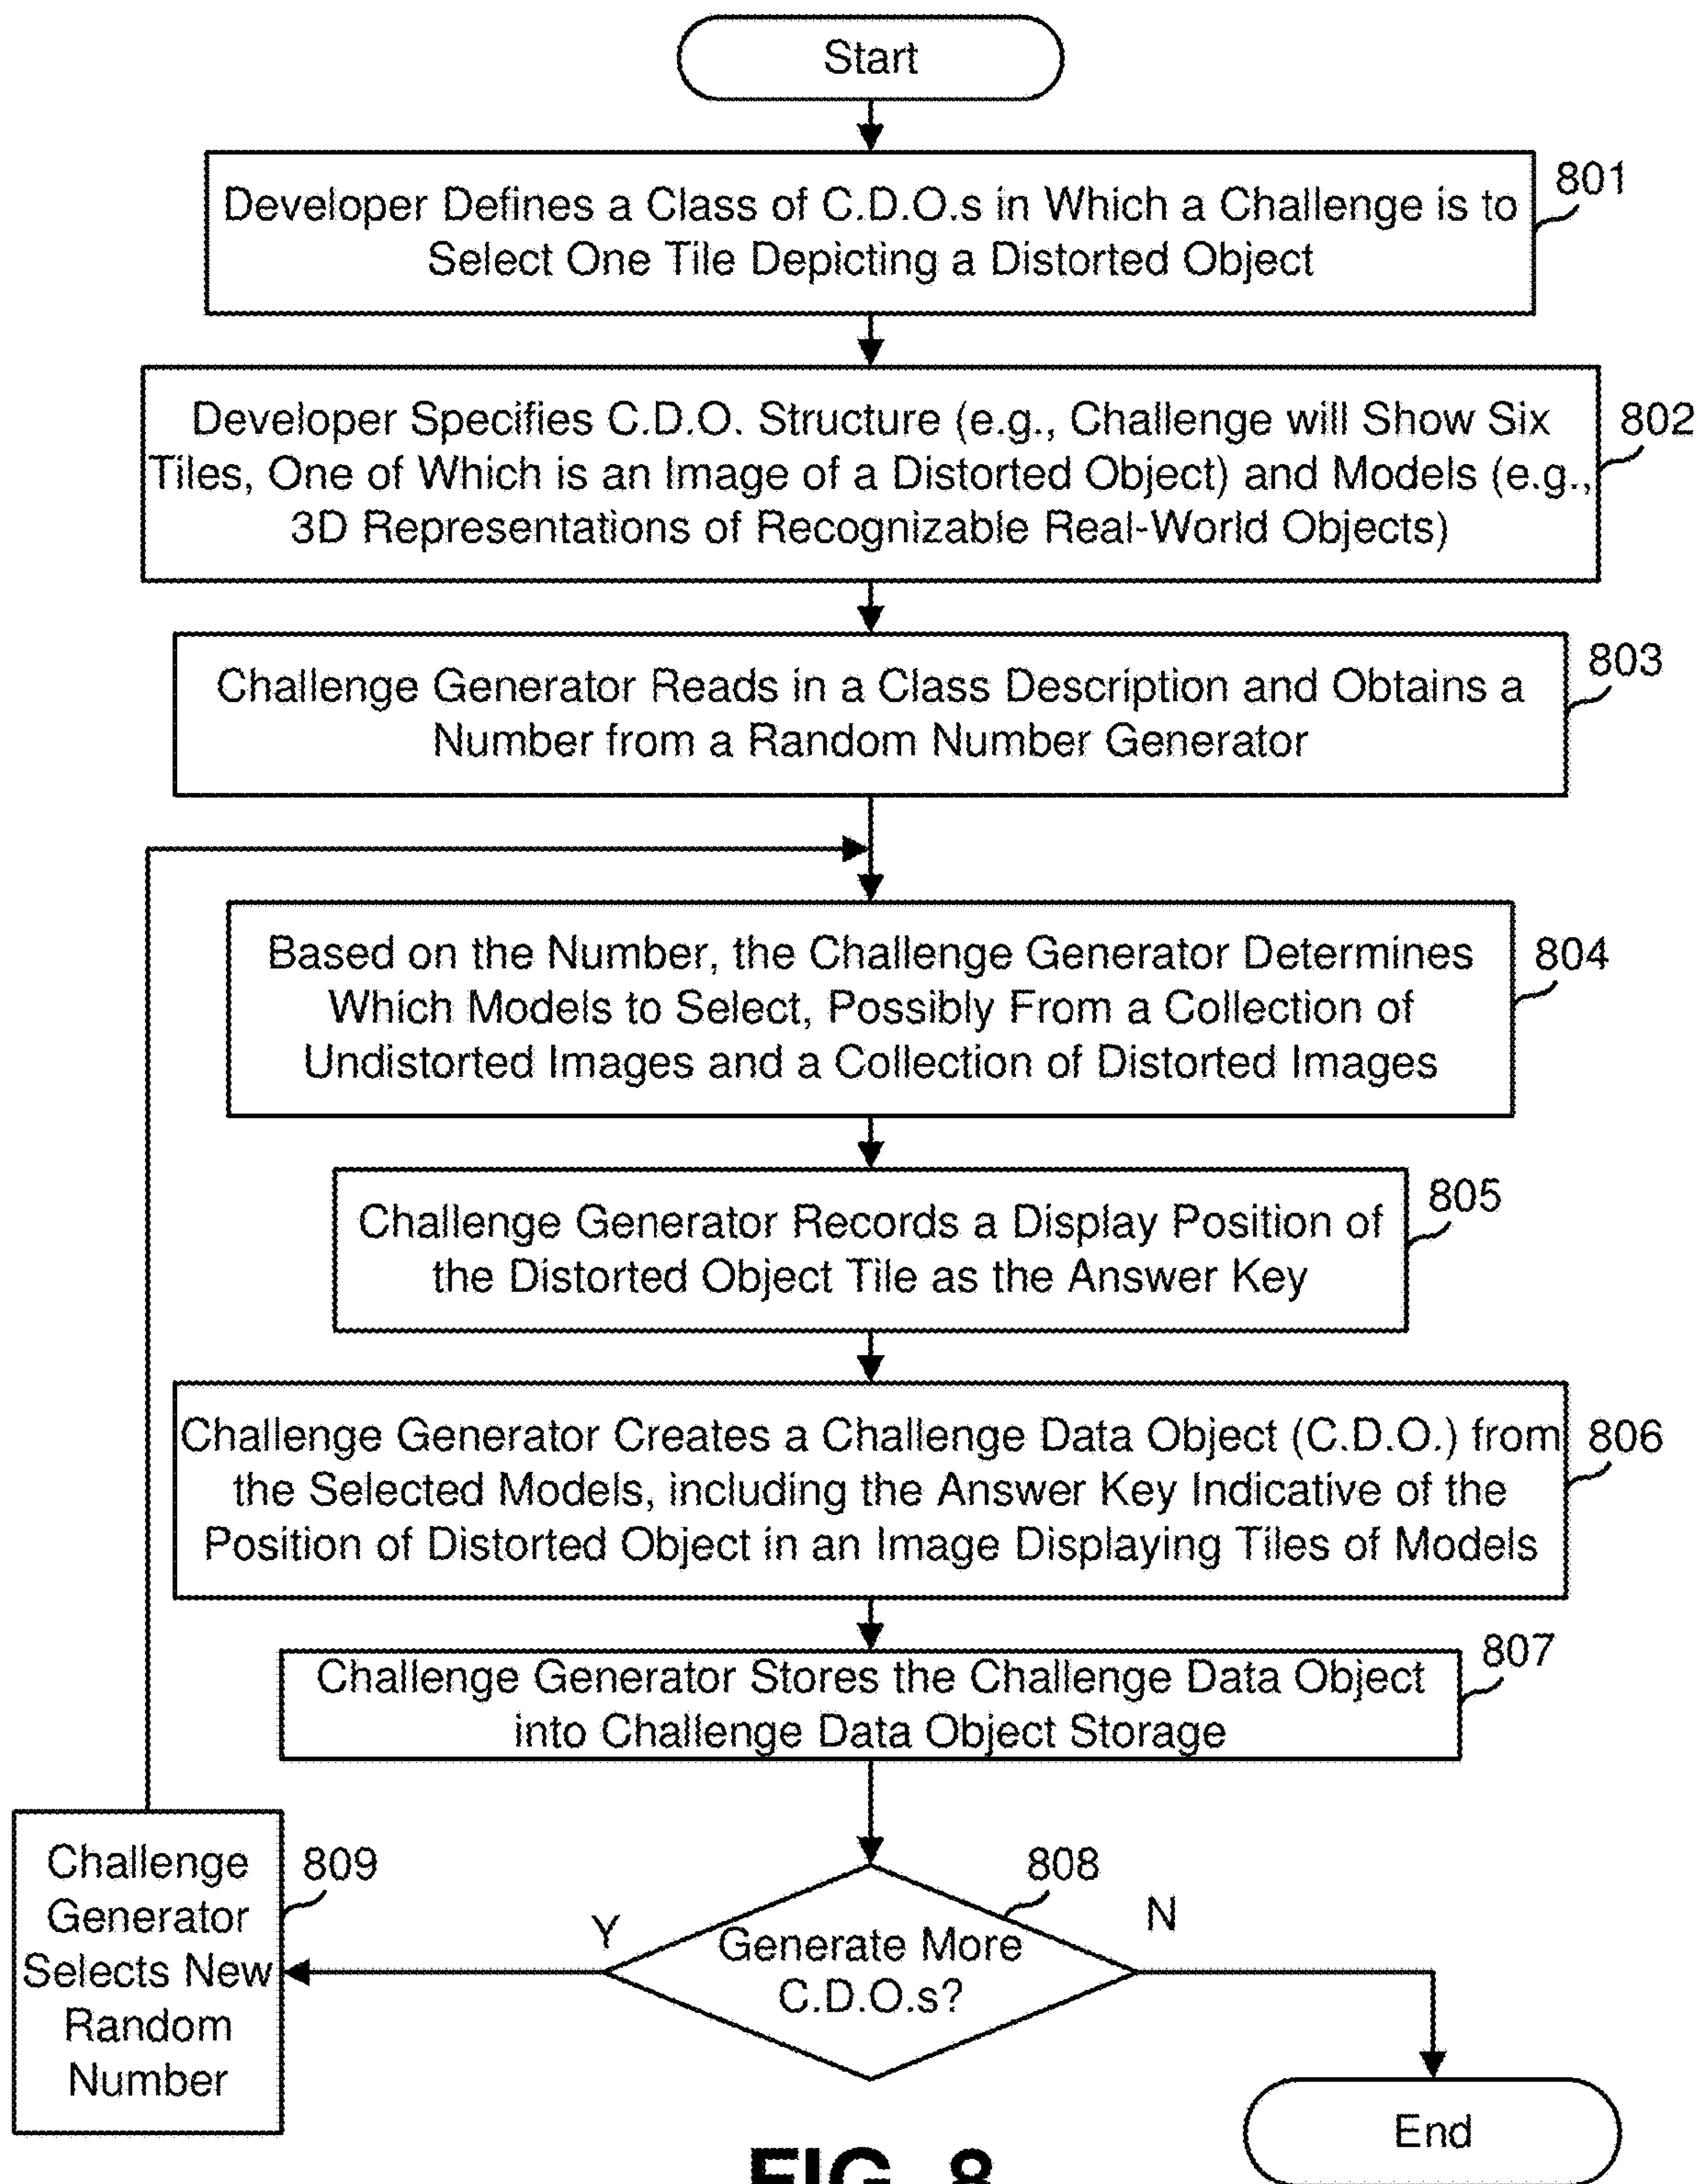 Start
801
Developer Defines a Class of C.D.O.s in Which a Challenge is to
Select One Tile Depicting a Distorted Object
802
Developer Specifies C.D.O. Structure (e.g., Challenge will Show Six
Tiles, One of Which is an Image of a Distorted Object) and Models (e.g.,
3D Representations of Recognizable Real-World Objects)
803
Challenge Generator Reads in a Class Description and Obtains a
Number from a Random Number Generator
804
Based on the Number, the Challenge Generator Determines
Which Models to Select, Possibly From a Collection of
Undistorted Images and a Collection of Distorted Images
805
Challenge Generator Records a Display Position of
the Distorted Object Tile as the Answer Key
806
Challenge Generator Creates a Challenge Data Object (C.D.O.) from
the Selected Models, including the Answer Key Indicative of the
Position of Distorted Object in an Image Displaying Tiles of Models
807
Challenge Generator Stores the Challenge Data Object
into Challenge Data Object Storage
808
Generate More
C.D.O.s?
Y
N
809
Challenge
Generator
Selects New
Random
Number
End
FIG. 8